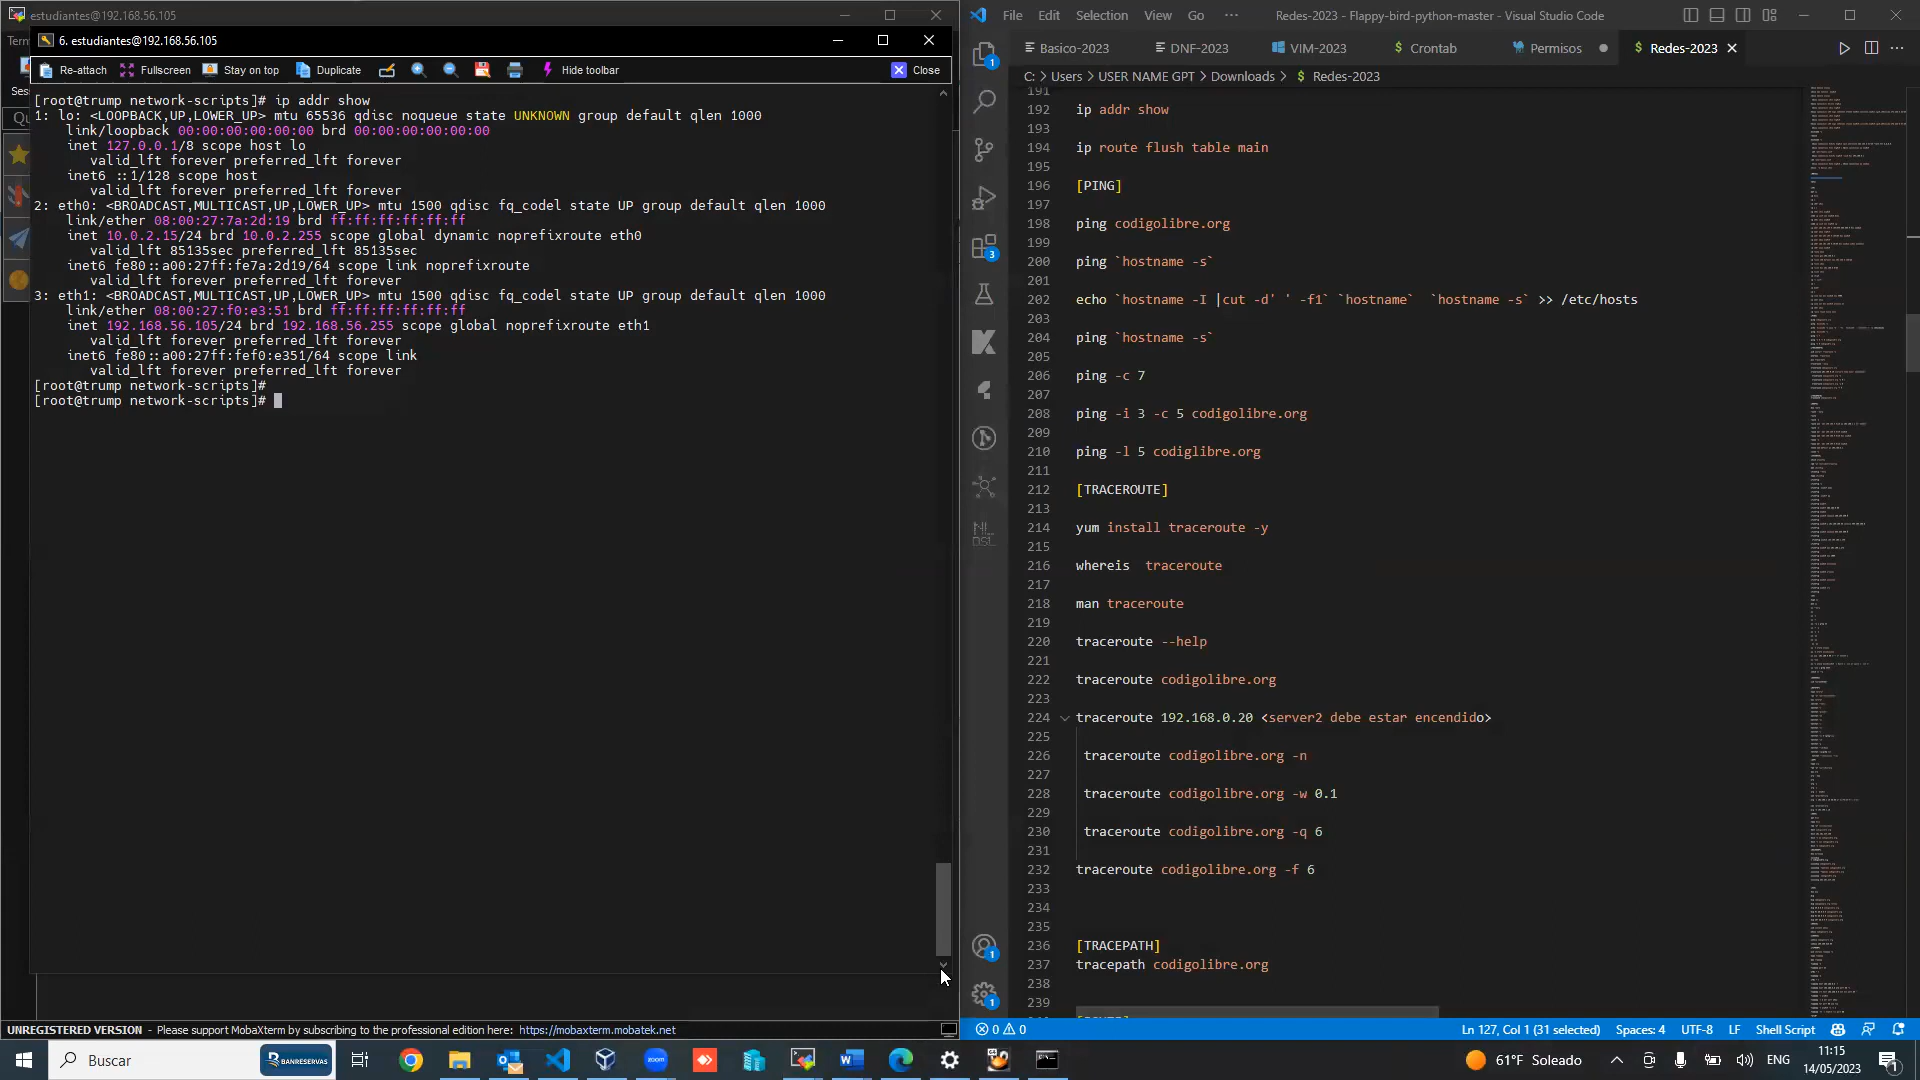 estudiantes@192.168.56.105
6. estudiantes@192.168.56.105
Re-attach Fullscreen Stay on top Duplicate Hide toolbar Close
[root@trump network-scripts]# ip addr show
1: lo: <LOOPBACK,UP,LOWER_UP> mtu 65536 qdisc noqueue state UNKNOWN group default qlen 1000
link/loopback 00:00:00:00:00:00 brd 00:00:00:00:00:00
inet 127.0.0.1/8 scope host lo
valid_lft forever preferred_lft forever
inet6 ::1/128 scope host
valid_lft forever preferred_lft forever
2: eth0: <BROADCAST,MULTICAST,UP,LOWER_UP> mtu 1500 qdisc fq_codel state UP group default qlen 1000
link/ether 08:00:27:7a:2d:19 brd ff:ff:ff:ff:ff:ff
inet 10.0.2.15/24 brd 10.0.2.255 scope global dynamic noprefixroute eth0
valid_lft 85135sec preferred_lft 85135sec
inet6 fe80::a00:27ff:fe7a:2d19/64 scope link noprefixroute
valid_lft forever preferred_lft forever
3: eth1: <BROADCAST,MULTICAST,UP,LOWER_UP> mtu 1500 qdisc fq_codel state UP group default qlen 1000
link/ether 08:00:27:f0:e3:51 brd ff:ff:ff:ff:ff:ff
inet 192.168.56.105/24 brd 192.168.56.255 scope global noprefixroute eth1
valid_lft forever preferred_lft forever
inet6 fe80::a00:27ff:fef0:e351/64 scope link
valid_lft forever preferred_lft forever
[root@trump network-scripts]#
[root@trump network-scripts]#
UNREGISTERED VERSION - Please support MobaXterm by subscribing to the professional edition here: https://mobaxterm.mobatek.net
File Edit Selection View Go ··· Redes-2023 - Flappy-bird-python-master - Visual Studio Code
Basico-2023 DNF-2023 VIM-2023 $ Crontab Permisos $ Redes-2023
C: > Users > USER NAME GPT > Downloads > $ Redes-2023
191
192 ip addr show
193
194 ip route flush table main
195
196 [PING]
197
198 ping codigolibre.org
199
200 ping `hostname -s`
201
202 echo `hostname -I |cut -d' ' -f1` `hostname` `hostname -s` >> /etc/hosts
203
204 ping `hostname -s`
205
206 ping -c 7
207
208 ping -i 3 -c 5 codigolibre.org
209
210 ping -l 5 codiglibre.org
211
212 [TRACEROUTE]
213
214 yum install traceroute -y
215
216 whereis traceroute
217
218 man traceroute
219
220 traceroute --help
221
222 traceroute codigolibre.org
223
224 traceroute 192.168.0.20 <server2 debe estar encendido>
225
226 traceroute codigolibre.org -n
227
228 traceroute codigolibre.org -w 0.1
229
230 traceroute codigolibre.org -q 6
231
232 traceroute codigolibre.org -f 6
233
234
235
236 [TRACEPATH]
237 tracepath codigolibre.org
238
239
0 0 Ln 127, Col 1 (31 selected) Spaces: 4 UTF-8 LF Shell Script
Buscar BANRESERVAS zoom 61°F Soleado ENG 11:15
14/05/2023